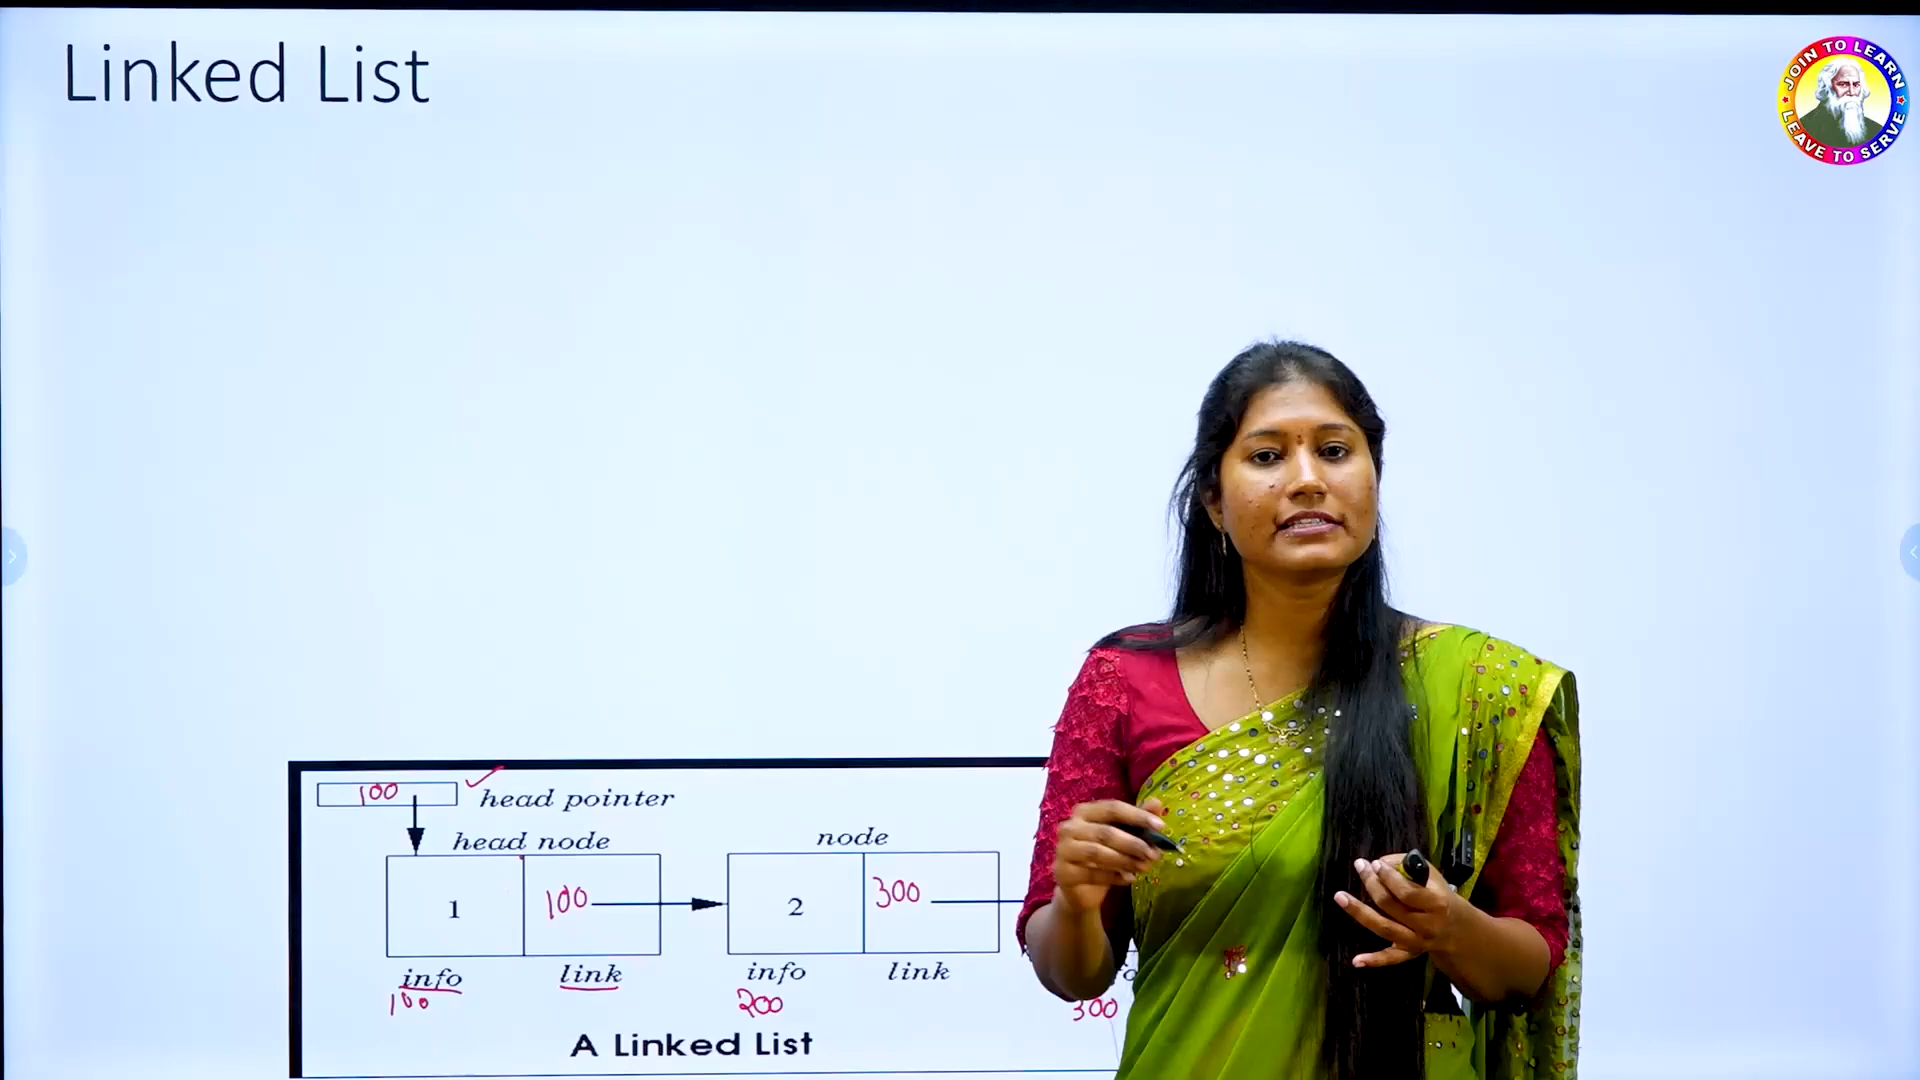 Linked List
JOIN TO LEARN
LEAVE TO SERVE
100
head pointer
head node
node
1
100
2
300
info
link
info
link
fo
100
200
300
A Linked List